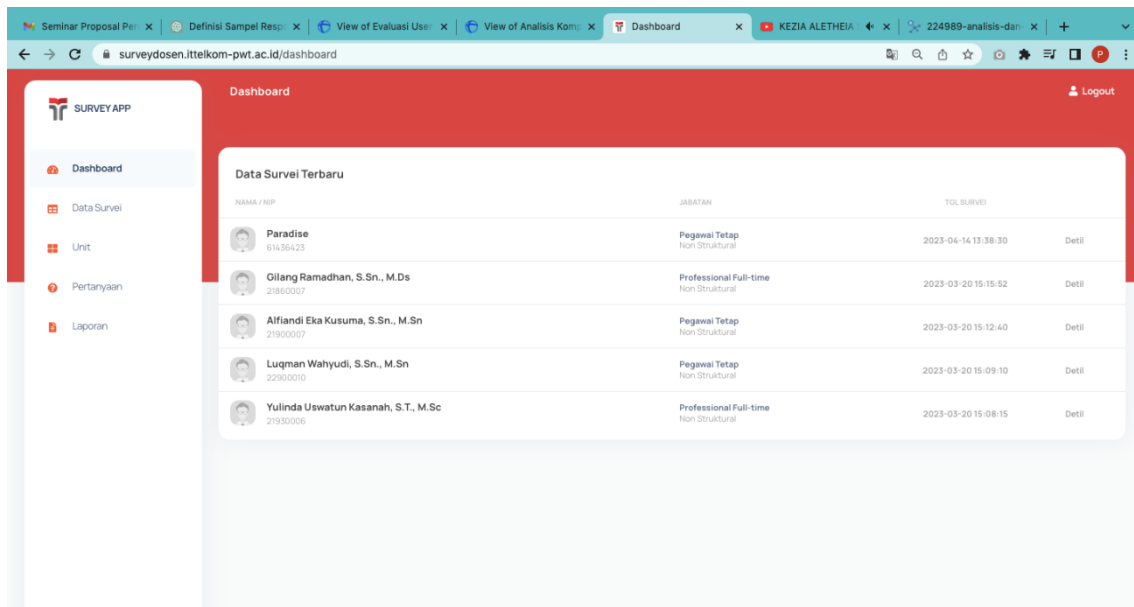 Seminar Proposal Per
Definisi Sampel Resp
View of Evaluasi User
View of Analisis Komp
Dashboard
KEZIA ALETHEIA
224989-analisis-dan-
surveydosen.ittelkom-pwt.ac.id/dashboard
P
SURVEY APP
Dashboard
Logout
Dashboard
Data Survei
Unit
Pertanyaan
Laporan
Data Survei Terbaru
NAMA / NIP JABATAN TGL SURVEI
Paradise Pegawai Tetap
61436423 Non Struktural 2023-04-14 13:38:30 Detil
Gilang Ramadhan, S.Sn., M.Ds Professional Full-time
21860007 Non Struktural 2023-03-20 15:15:52 Detil
Alfiandi Eka Kusuma, S.Sn., M.Sn Pegawai Tetap
21900007 Non Struktural 2023-03-20 15:12:40 Detil
Luqman Wahyudi, S.Sn., M.Sn Pegawai Tetap
22900010 Non Struktural 2023-03-20 15:09:10 Detil
Yulinda Uswatun Kasanah, S.T., M.Sc Professional Full-time
21930006 Non Struktural 2023-03-20 15:08:15 Detil